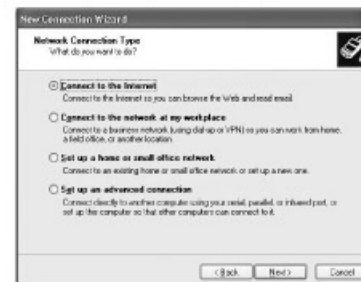 New Connection Wizard
Network Connection Type
What do you want to do?
Connect to the Internet
Connect to the Internet so you can browse the Web and read email.
Connect to the network at my workplace
Connect to a business network (using dial-up or VPN) so you can work from home,
a field office, or another location.
Set up a home or small office network
Connect to an existing home or small office network or set up a new one.
Set up an advanced connection
Connect directly to another computer using your serial, parallel, or infrared port, or
set up this computer so that other computers can connect to it.
< Back
Next >
Cancel